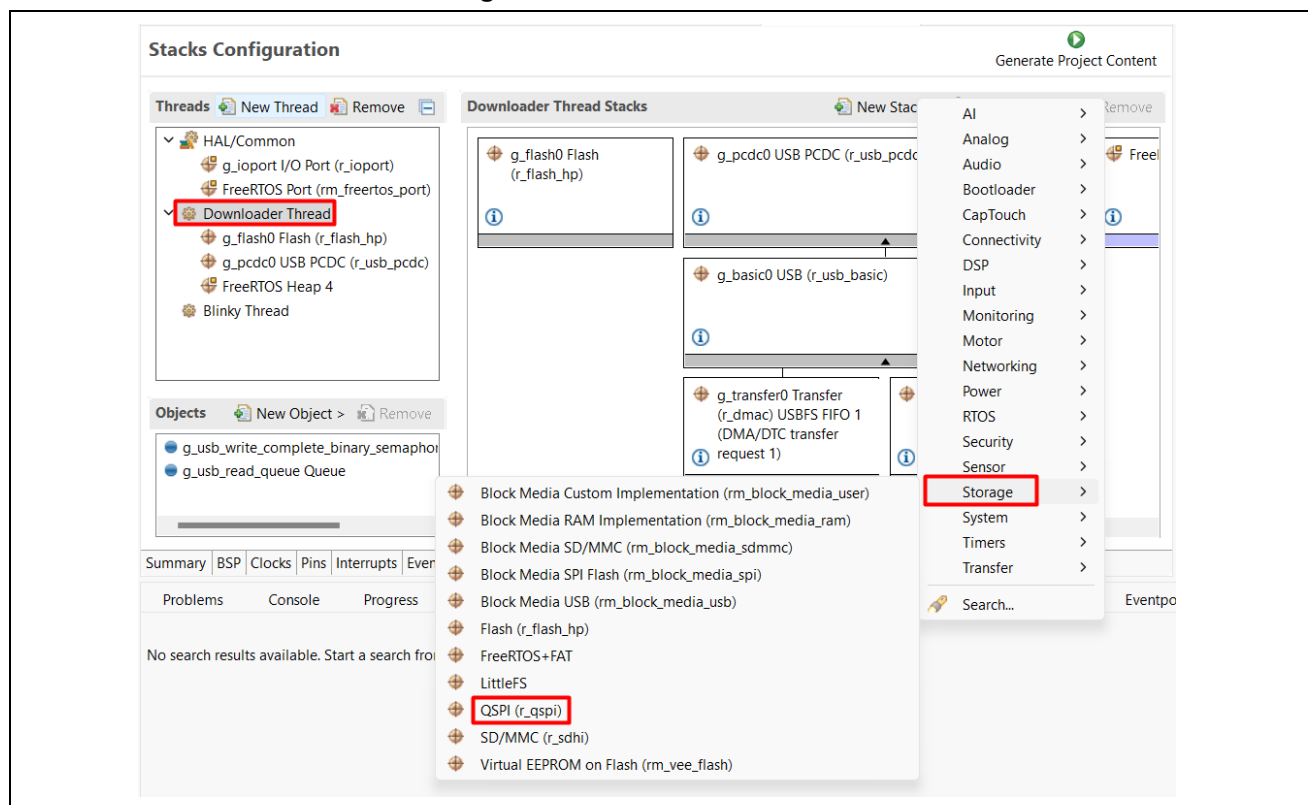 Stacks Configuration
Generate Project Content
Threads New Thread Remove
HAL/Common
g_ioport I/O Port (r_ioport)
FreeRTOS Port (rm_freertos_port)
Downloader Thread
g_flash0 Flash (r_flash_hp)
g_pcdc0 USB PCDC (r_usb_pcdc)
FreeRTOS Heap 4
Blinky Thread
Objects New Object > Remove
g_usb_write_complete_binary_semaphor
g_usb_read_queue Queue
Downloader Thread Stacks New Stac Remove
g_flash0 Flash
(r_flash_hp)
g_pcdc0 USB PCDC (r_usb_pcdc
g_basic0 USB (r_usb_basic)
g_transfer0 Transfer
(r_dmac) USBFS FIFO 1
(DMA/DTC transfer
request 1)
AI >
Analog >
Audio >
Bootloader >
CapTouch >
Connectivity >
DSP >
Input >
Monitoring >
Motor >
Networking >
Power >
RTOS >
Security >
Sensor >
Storage >
System >
Timers >
Transfer >
Search...
Block Media Custom Implementation (rm_block_media_user)
Block Media RAM Implementation (rm_block_media_ram)
Block Media SD/MMC (rm_block_media_sdmmc)
Block Media SPI Flash (rm_block_media_spi)
Block Media USB (rm_block_media_usb)
Flash (r_flash_hp)
FreeRTOS+FAT
LittleFS
QSPI (r_qspi)
SD/MMC (r_sdhi)
Virtual EEPROM on Flash (rm_vee_flash)
Summary BSP Clocks Pins Interrupts Even
Problems Console Progress Eventpo
No search results available. Start a search fro